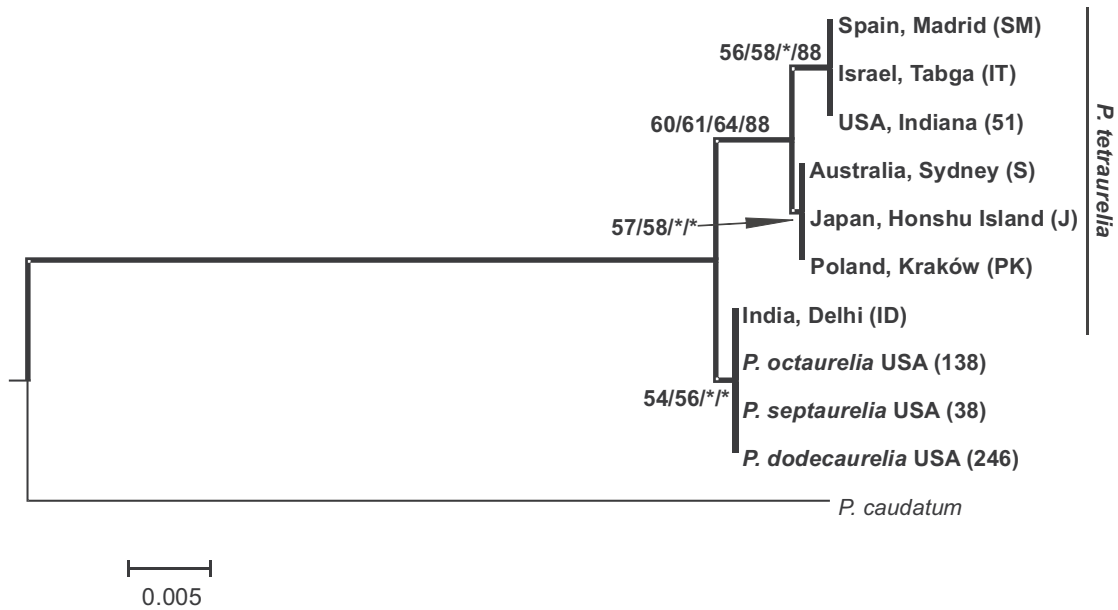 Spain, Madrid (SM)
56/58/*/88
Israel, Tabga (IT)
USA, Indiana (51)
60/61/64/88
Australia, Sydney (S)
Japan, Honshu Island (J)
57/58/*/*
Poland, Kraków (PK)
P. tetraurelia
India, Delhi (ID)
P. octaurelia USA (138)
54/56/*/*
P. septaurelia USA (38)
P. dodecaurelia USA (246)
P. caudatum
0.005